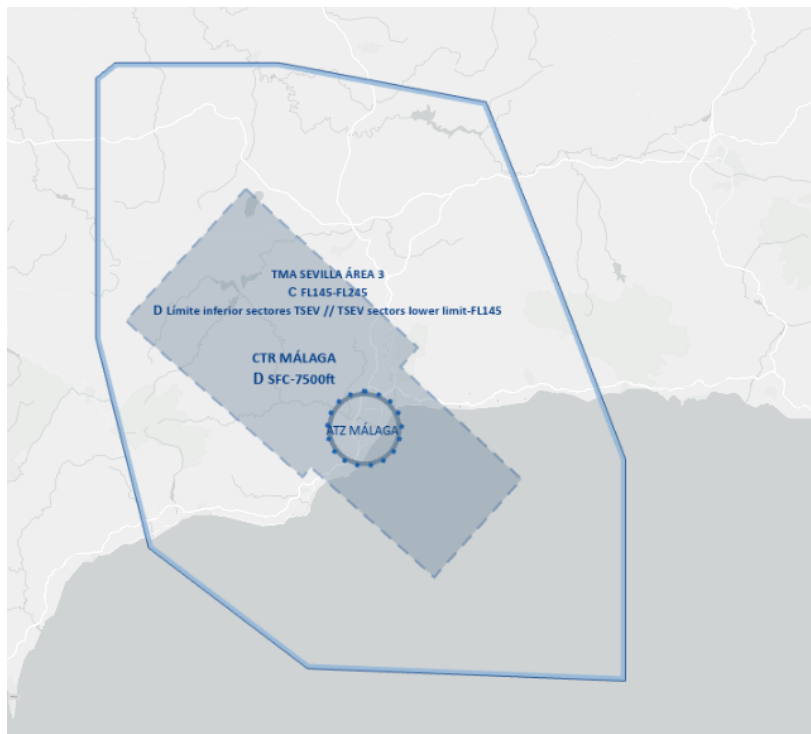 TMA SEVILLA ÁREA 3
C FL145-FL245
D Límite inferior sectores TSEV // TSEV sectors lower limit-FL145
CTR MÁLAGA
D SFC-7500ft
ATZ MÁLAGA